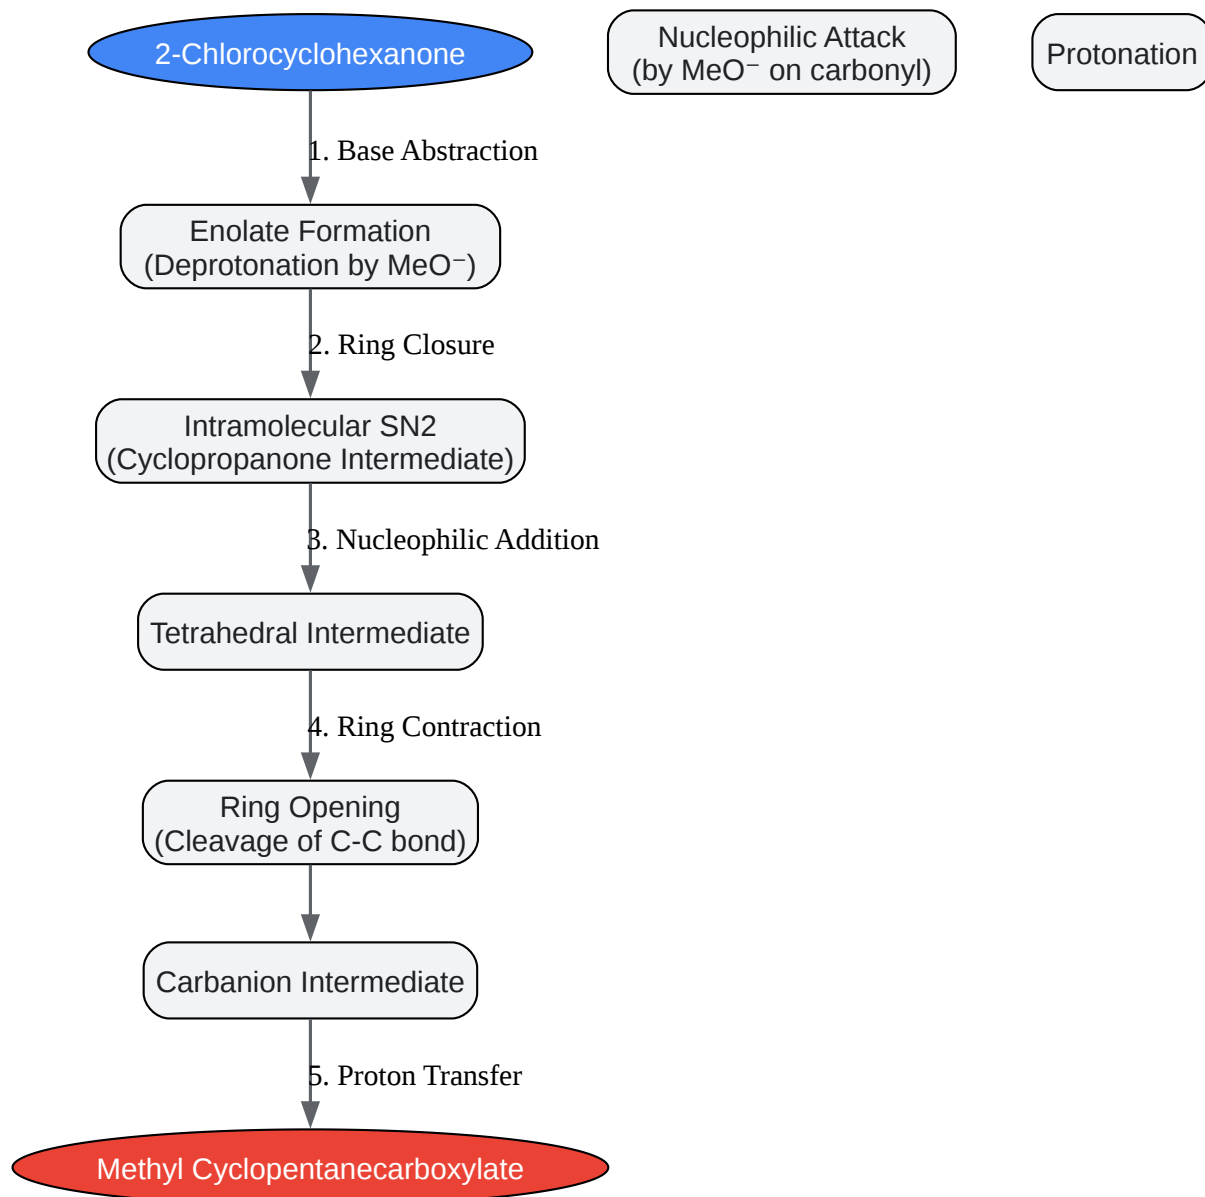 2-Chlorocyclohexanone
Nucleophilic Attack
(by MeO⁻ on carbonyl)
Protonation
1. Base Abstraction
Enolate Formation
(Deprotonation by MeO⁻)
2. Ring Closure
Intramolecular SN2
(Cyclopropanone Intermediate)
3. Nucleophilic Addition
Tetrahedral Intermediate
4. Ring Contraction
Ring Opening
(Cleavage of C-C bond)
Carbanion Intermediate
5. Proton Transfer
Methyl Cyclopentanecarboxylate